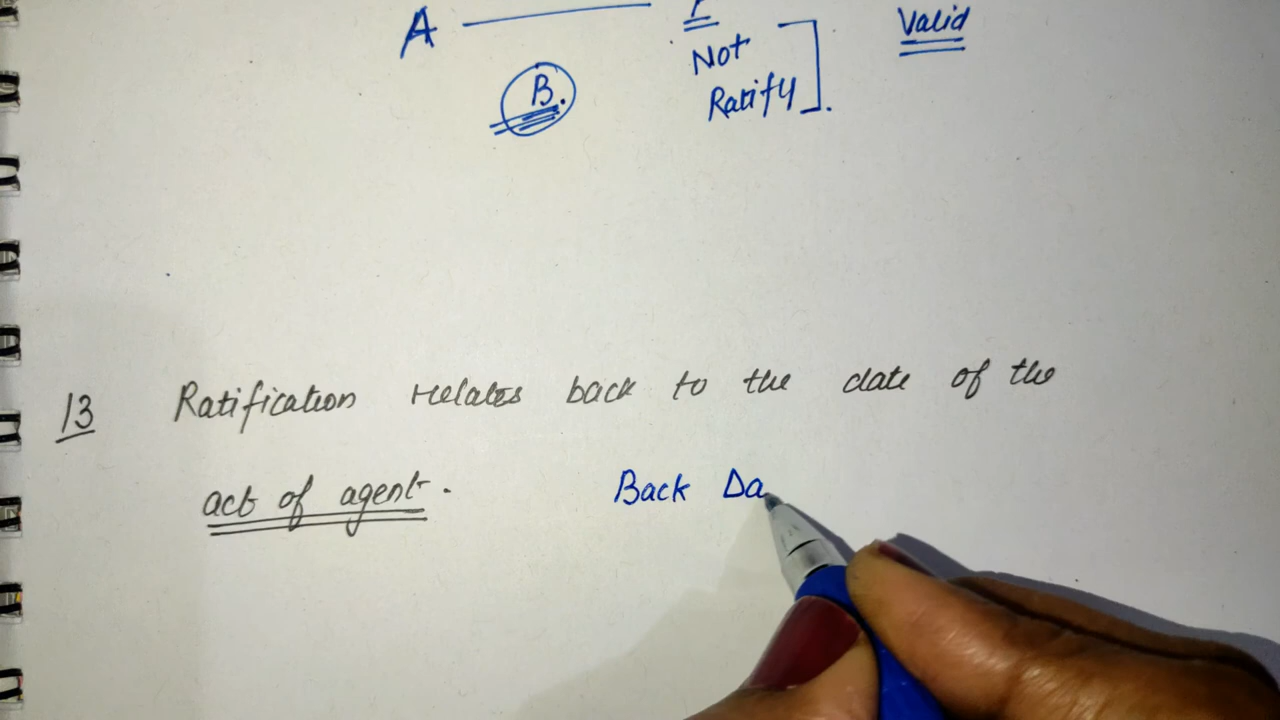 A P Valid
Not
B. Ratify
13 Ratification relates back to the date of the
act of agent. Back Da